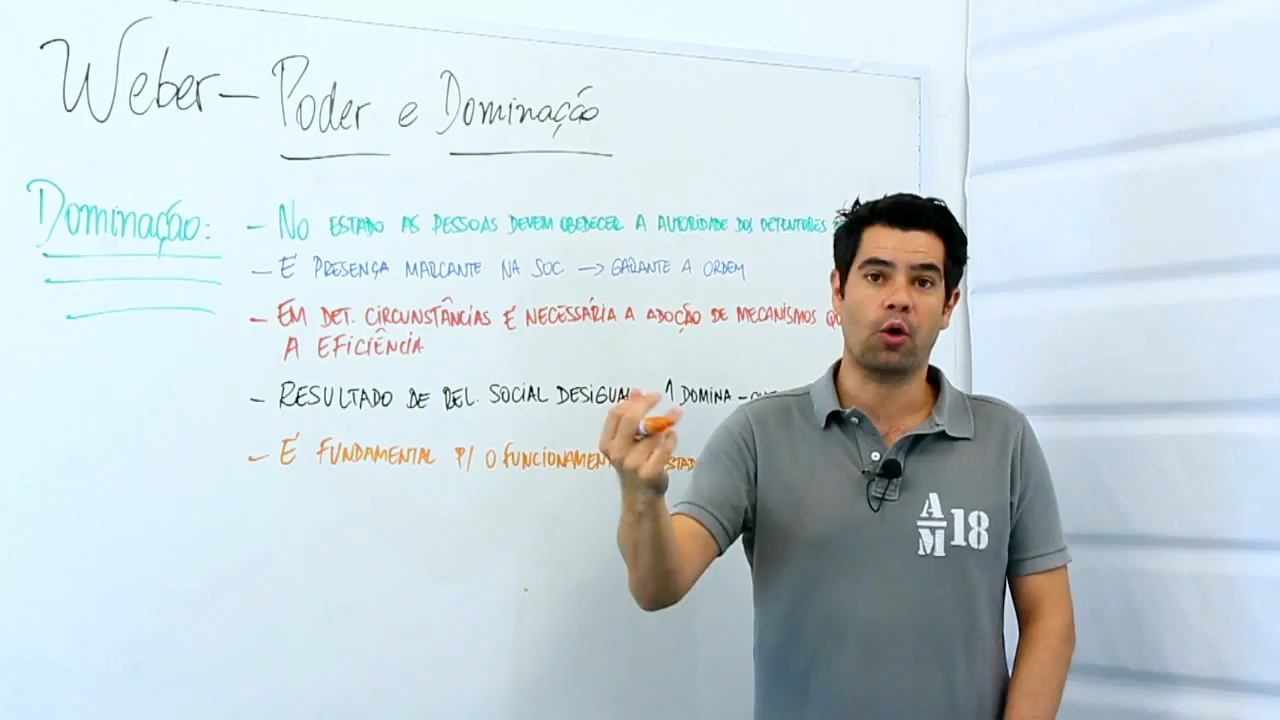 Weber - Poder e Dominação
Dominação:
- NO ESTADO AS PESSOAS DEVEM OBEDECER A AUTORIDADE DOS DETENTORES
- É PRESENÇA MARCANTE NA SOC → GARANTE A ORDEM
- EM DET. CIRCUNSTÂNCIAS É NECESSÁRIA A ADOÇÃO DE MECANISMOS
A EFICIÊNCIA
- RESULTADO DE REL. SOCIAL DESIGUAL 1 DOMINA -
- É FUNDAMENTAL P/ O FUNCIONAMEN
A
M
18